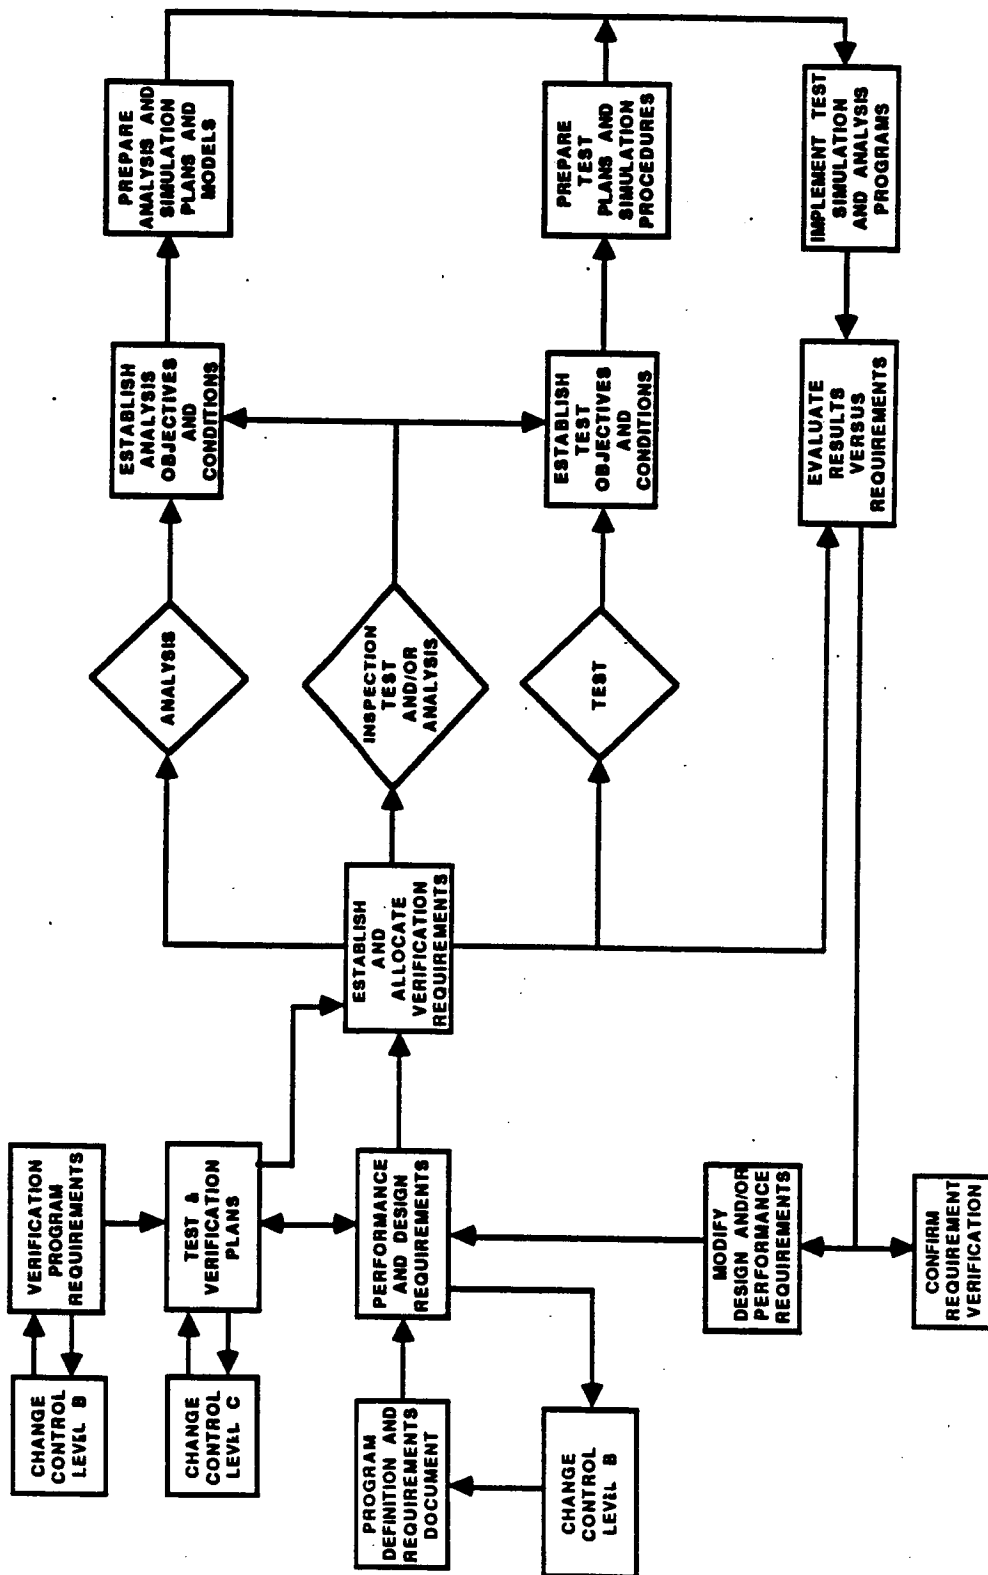 CHANGE
CONTROL
LEVEL B
VERIFICATION
PROGRAM
REQUIREMENTS
CHANGE
CONTROL
LEVEL C
TEST &
VERIFICATION
PLANS
PROGRAM
DEFINITION AND
REQUIREMENTS
DOCUMENT
PERFORMANCE
AND DESIGN
REQUIREMENTS
CHANGE
CONTROL
LEVEL B
MODIFY
DESIGN AND/OR
PERFORMANCE
REQUIREMENTS
CONFIRM
REQUIREMENT
VERIFICATION
ESTABLISH
AND
ALLOCATE
VERIFICATION
REQUIREMENTS
ANALYSIS
INSPECTION
TEST
AND/OR
ANALYSIS
TEST
ESTABLISH
ANALYSIS
OBJECTIVES
AND
CONDITIONS
ESTABLISH
TEST
OBJECTIVES
AND
CONDITIONS
EVALUATE
RESULTS
VERSUS
REQUIREMENTS
PREPARE
ANALYSIS AND
SIMULATION
PLANS AND
MODELS
PREPARE
TEST
PLANS AND
SIMULATION
PROCEDURES
IMPLEMENT TEST
SIMULATION
AND ANALYSIS
PROGRAMS